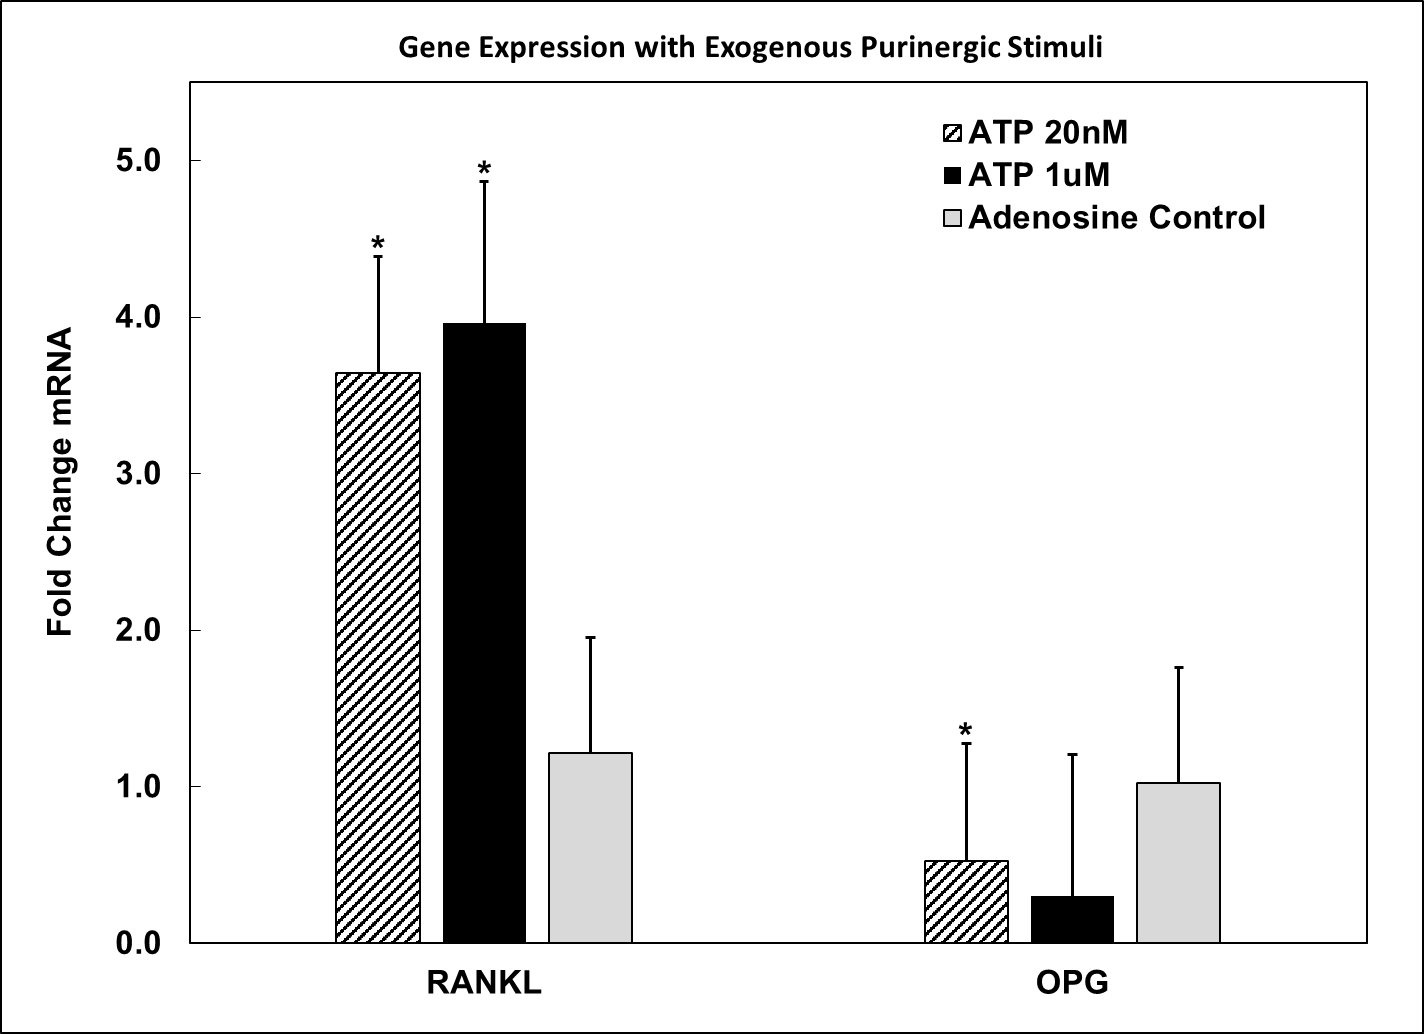 Gene Expression with Exogenous Purinergic Stimuli
ATP 20nM
ATP 1uM
Adenosine Control
Fold Change mRNA
5.0
4.0
3.0
2.0
1.0
0.0
*
*
*
RANKL
OPG